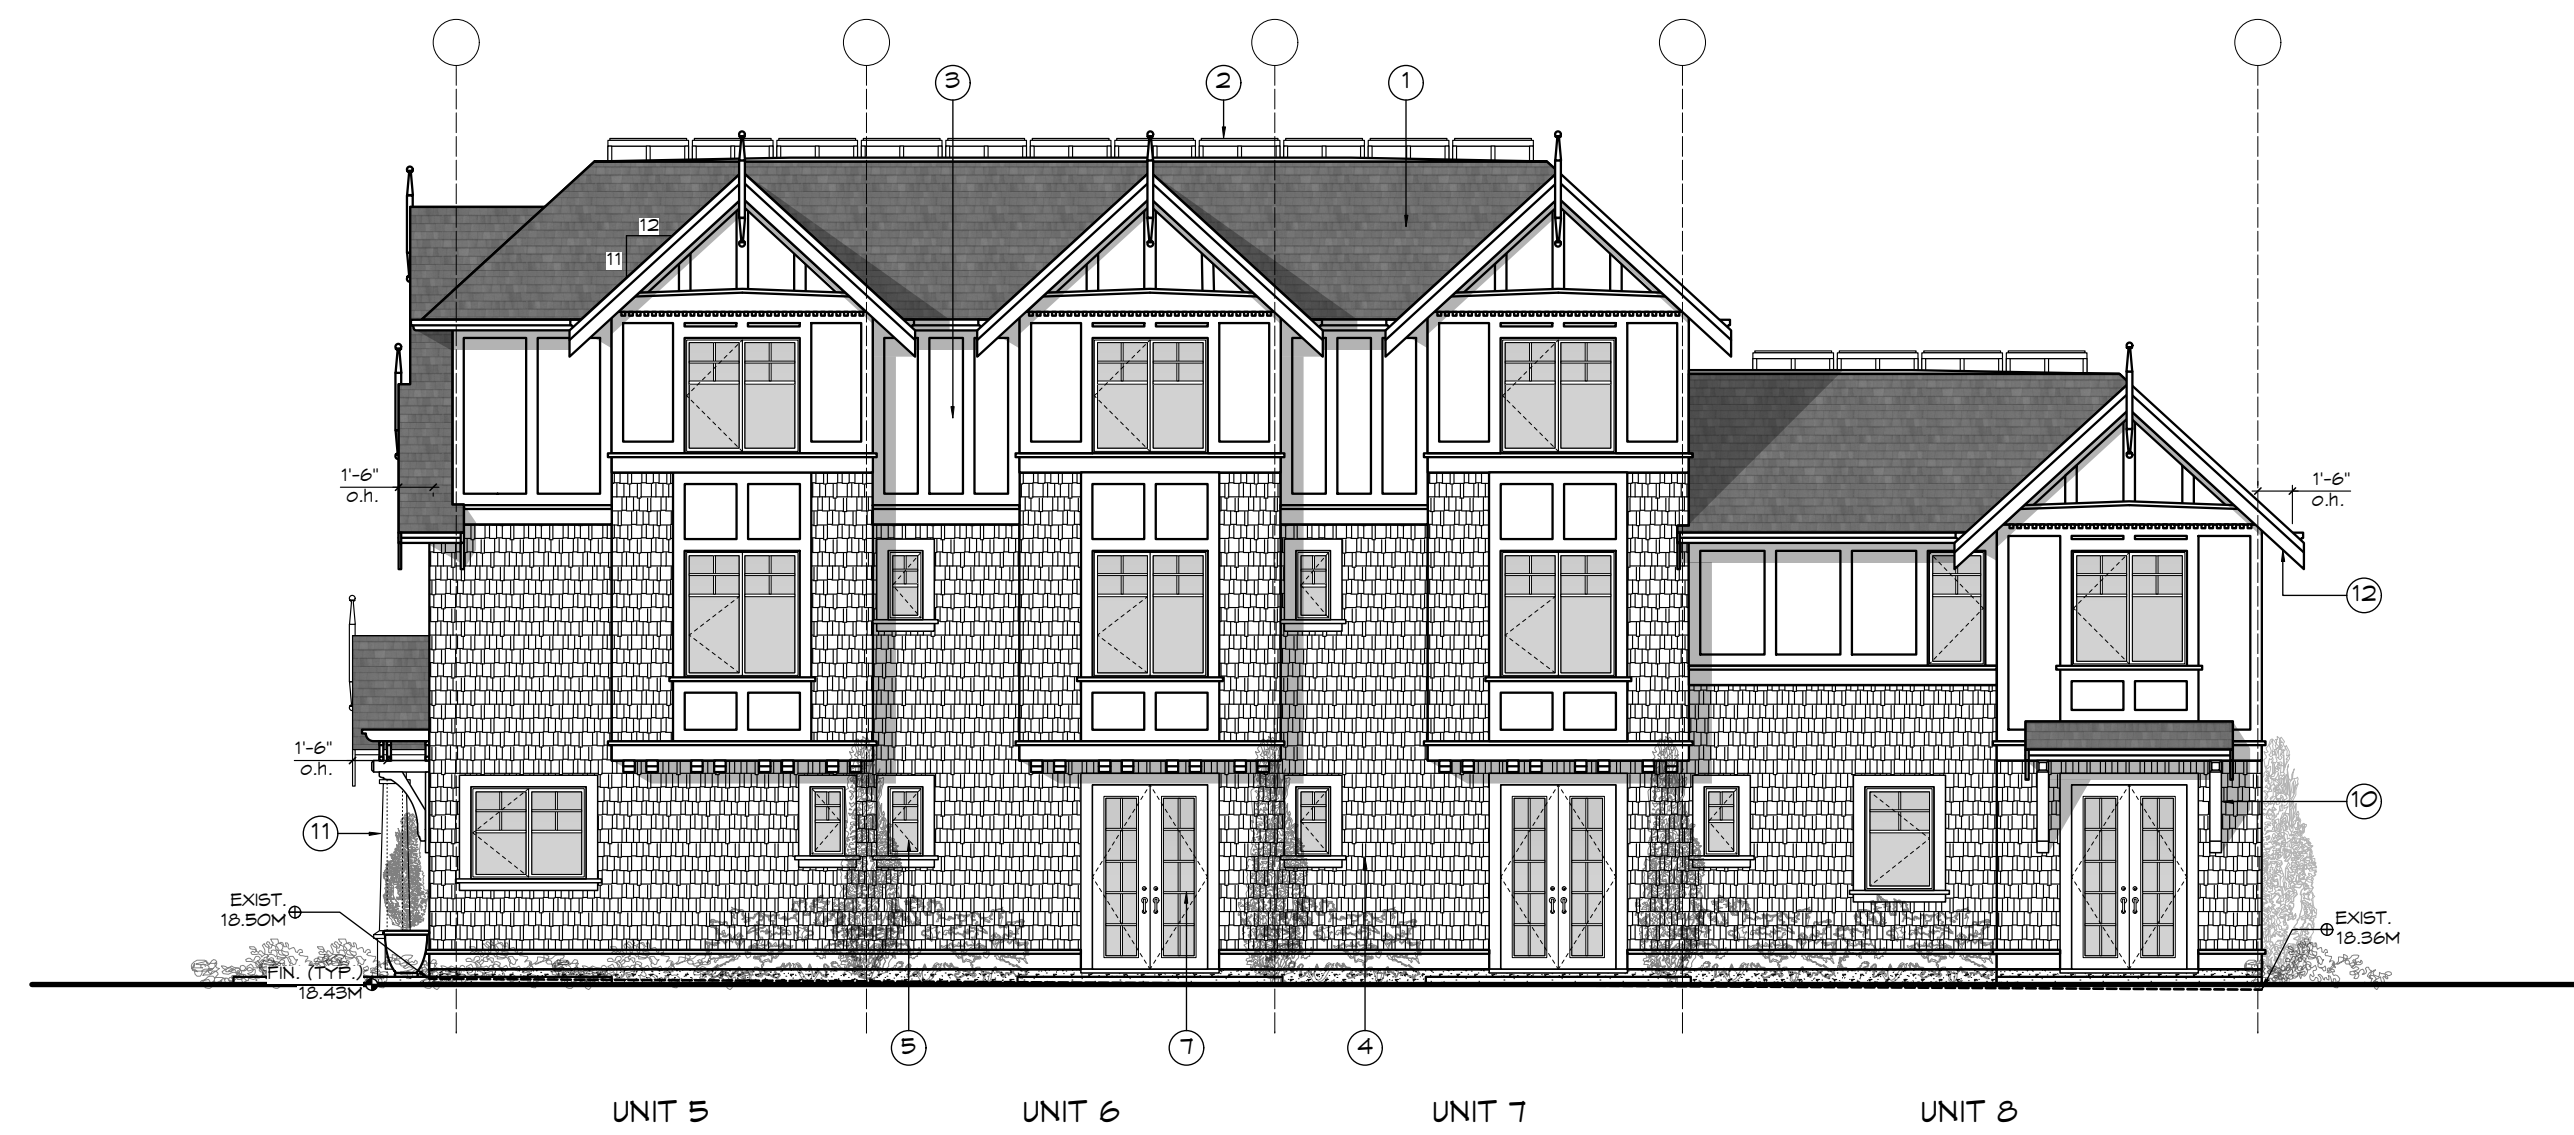 3
2
1
12
11
1'-6"
o.h.
1'-6"
o.h.
12
1'-6"
o.h.
10
11
EXIST.
18.50M
EXIST.
18.36M
FIN. (TYP.)
18.43M
5
7
4
UNIT 5
UNIT 6
UNIT 7
UNIT 8